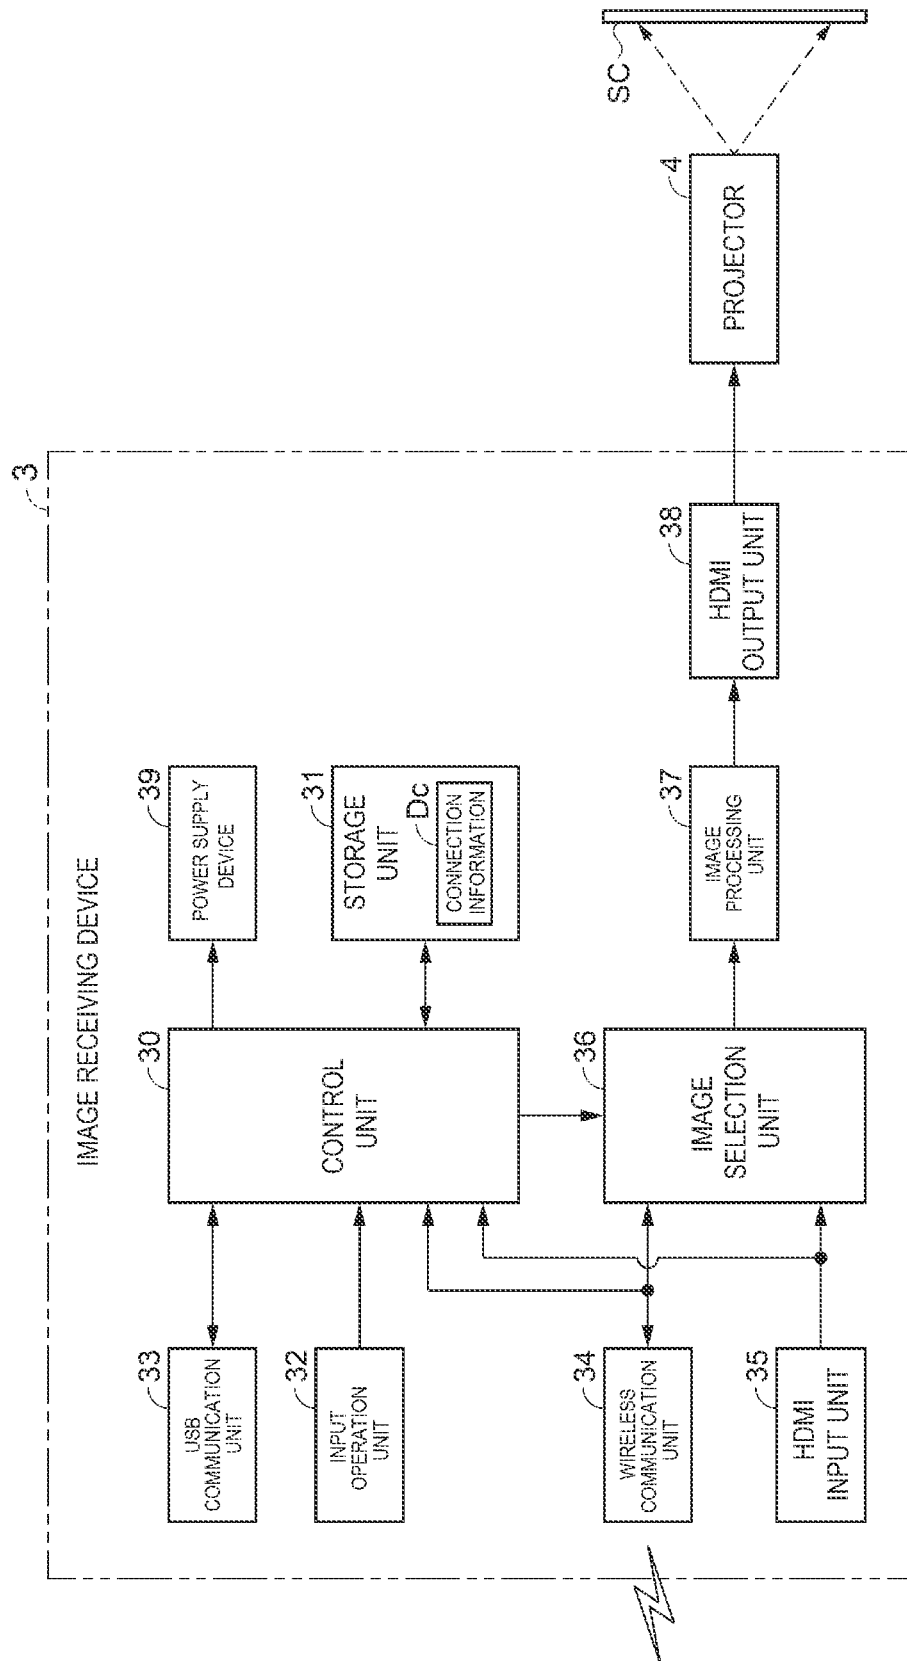 3
IMAGE RECEIVING DEVICE
33
USB
COMMUNICATION
UNIT
30
CONTROL
UNIT
39
POWER SUPPLY
DEVICE
32
INPUT
OPERATION
UNIT
31
STORAGE
UNIT
Dc
CONNECTION
INFORMATION
34
WIRELESS
COMMUNICATION
UNIT
36
IMAGE
SELECTION
UNIT
37
IMAGE
PROCESSING
UNIT
38
HDMI
OUTPUT UNIT
4
PROJECTOR
SC
35
HDMI
INPUT UNIT